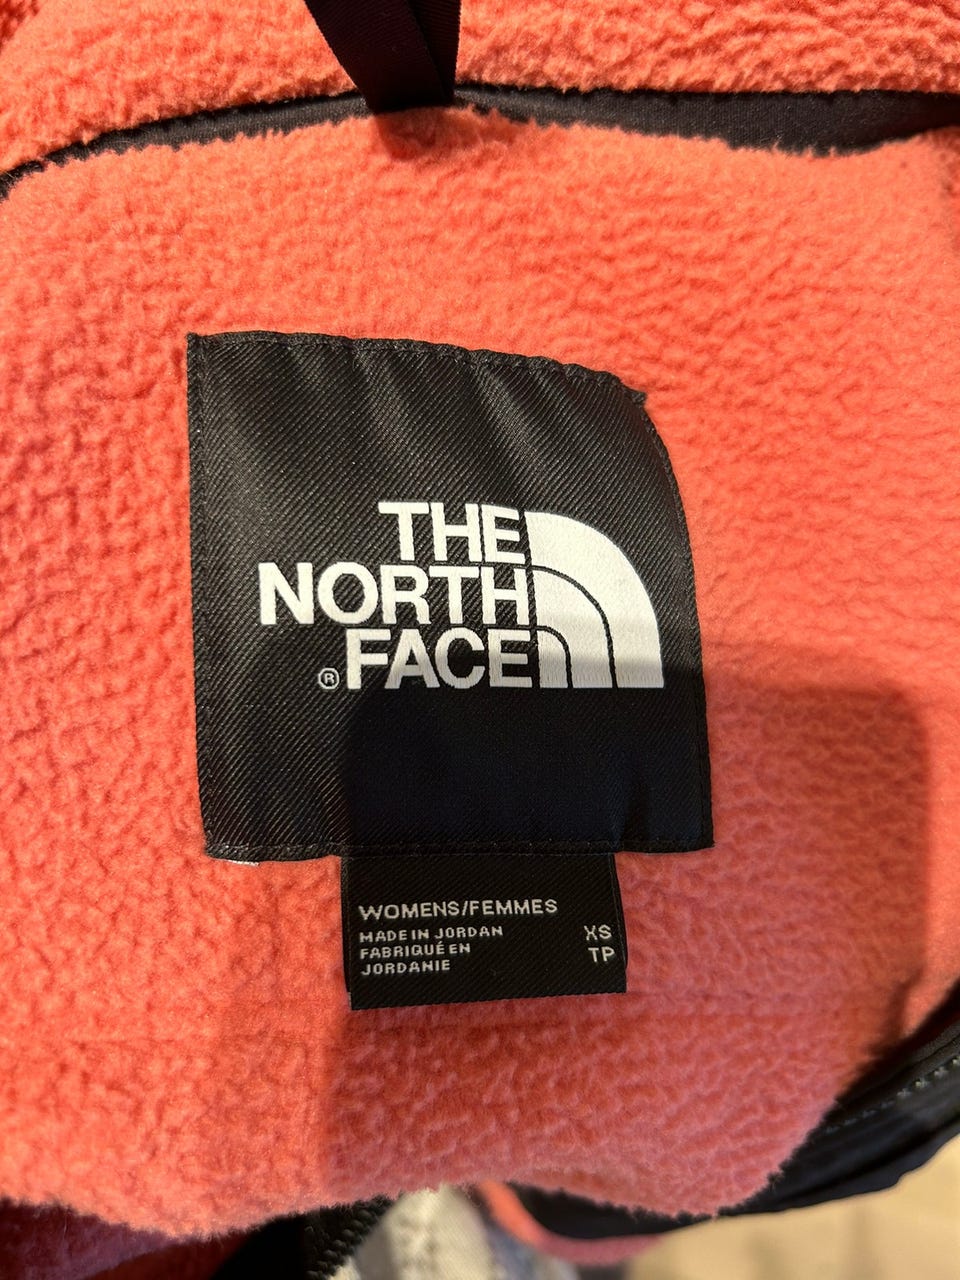 THE
NORTH
® FACE
WOMENS/FEMMES
MADE IN JORDAN XS
FABRIQUÉ EN TP
JORDANIE